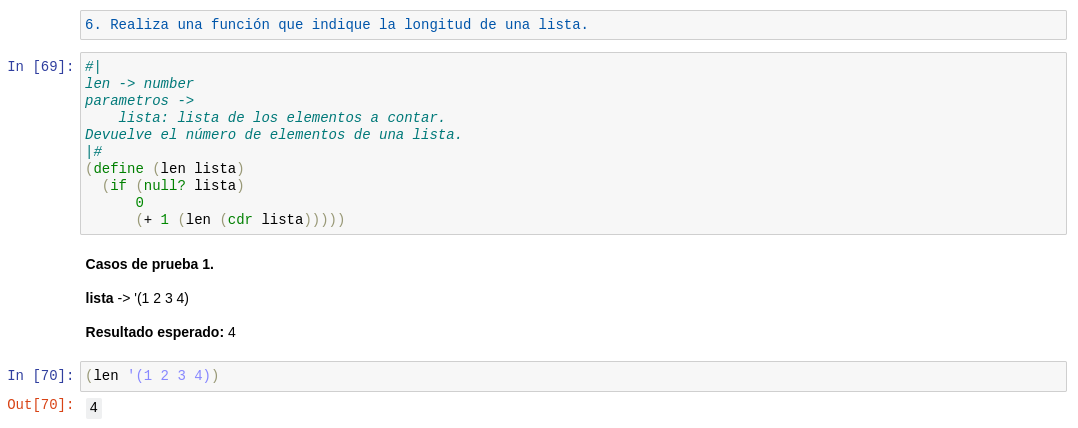 6. Realiza una función que indique la longitud de una lista.
In [69]:
#|
len -> number
parametros ->
    lista: lista de los elementos a contar.
Devuelve el número de elementos de una lista.
|#
(define (len lista)
  (if (null? lista)
      0
      (+ 1 (len (cdr lista)))))
Casos de prueba 1.
lista -> '(1 2 3 4)
Resultado esperado: 4
In [70]: (len '(1 2 3 4))
Out[70]: 4